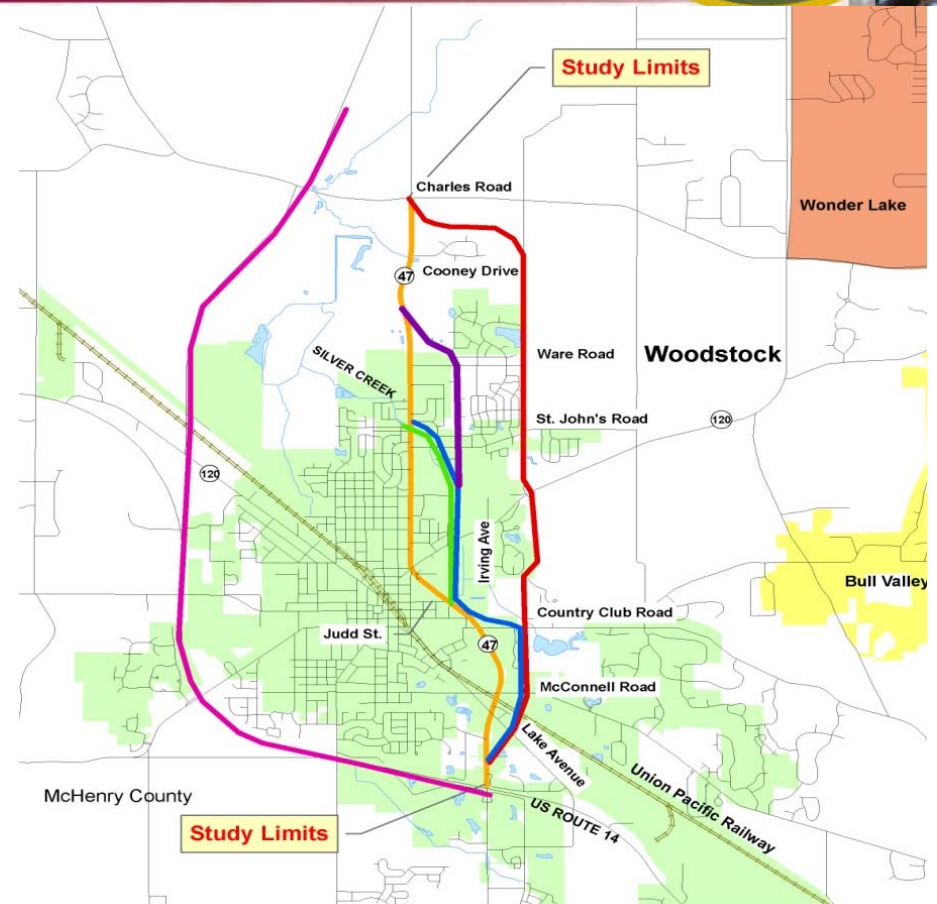 Study Limits
Charles Road
Wonder Lake
47
Cooney Drive
SILVER CREEK
Ware Road
Woodstock
St. John's Road
120
120
Irving Ave
Bull Valley
Country Club Road
Judd St.
47
McConnell Road
Lake Avenue
Union Pacific Railway
McHenry County
US ROUTE 14
Study Limits